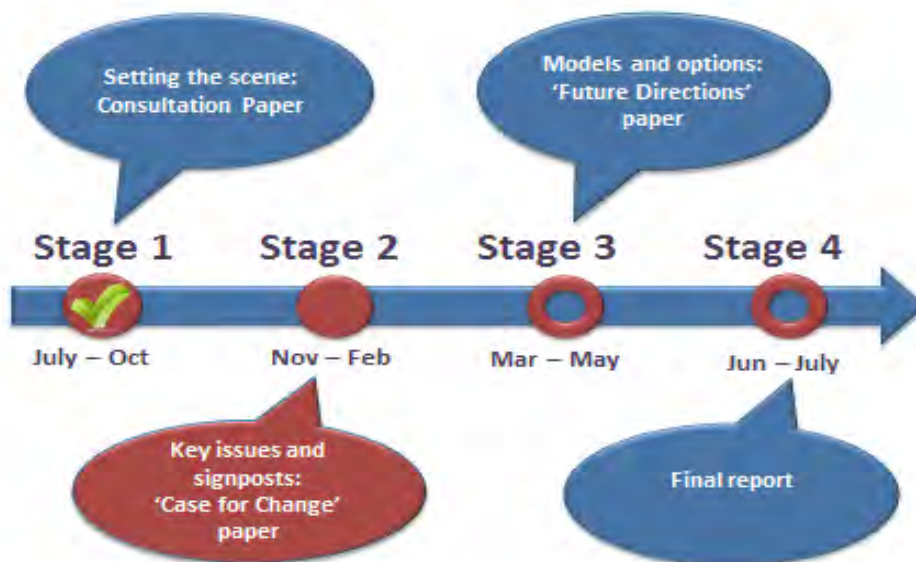 Setting the scene:
Consultation Paper
Models and options:
‘Future Directions’
paper
Stage 1
Stage 2
Stage 3
Stage 4
July – Oct
Nov – Feb
Mar – May
Jun – July
Key issues and
signposts:
‘Case for Change’
paper
Final report